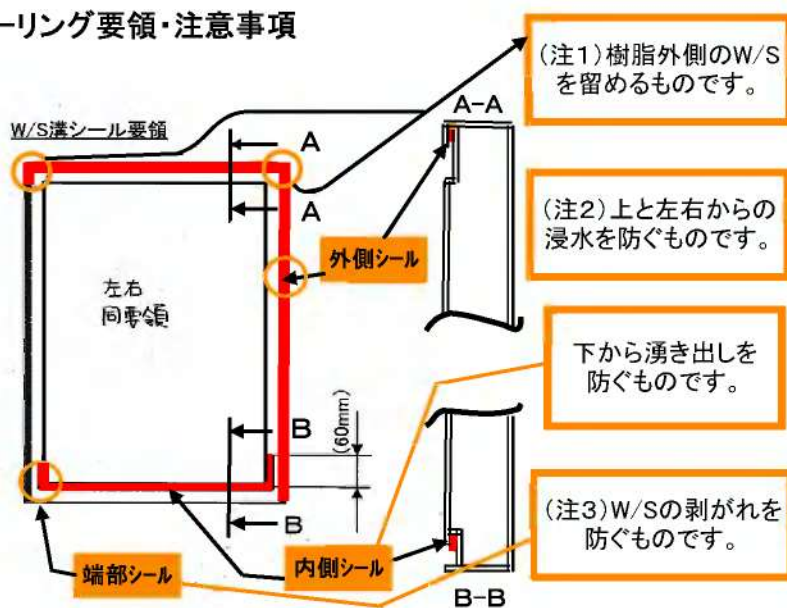 ーリング要領・注意事項
(注1)樹脂外側のW/S
を留めるものです。
A-A
W/S溝シール要領
A
A
(注2)上と左右からの
浸水を防ぐものです。
外側シール
左右
同要領
下から湧き出しを
防ぐものです。
B
(60mm)
B
(注3)W/Sの剥がれを
防ぐものです。
端部シール
内側シール
B-B